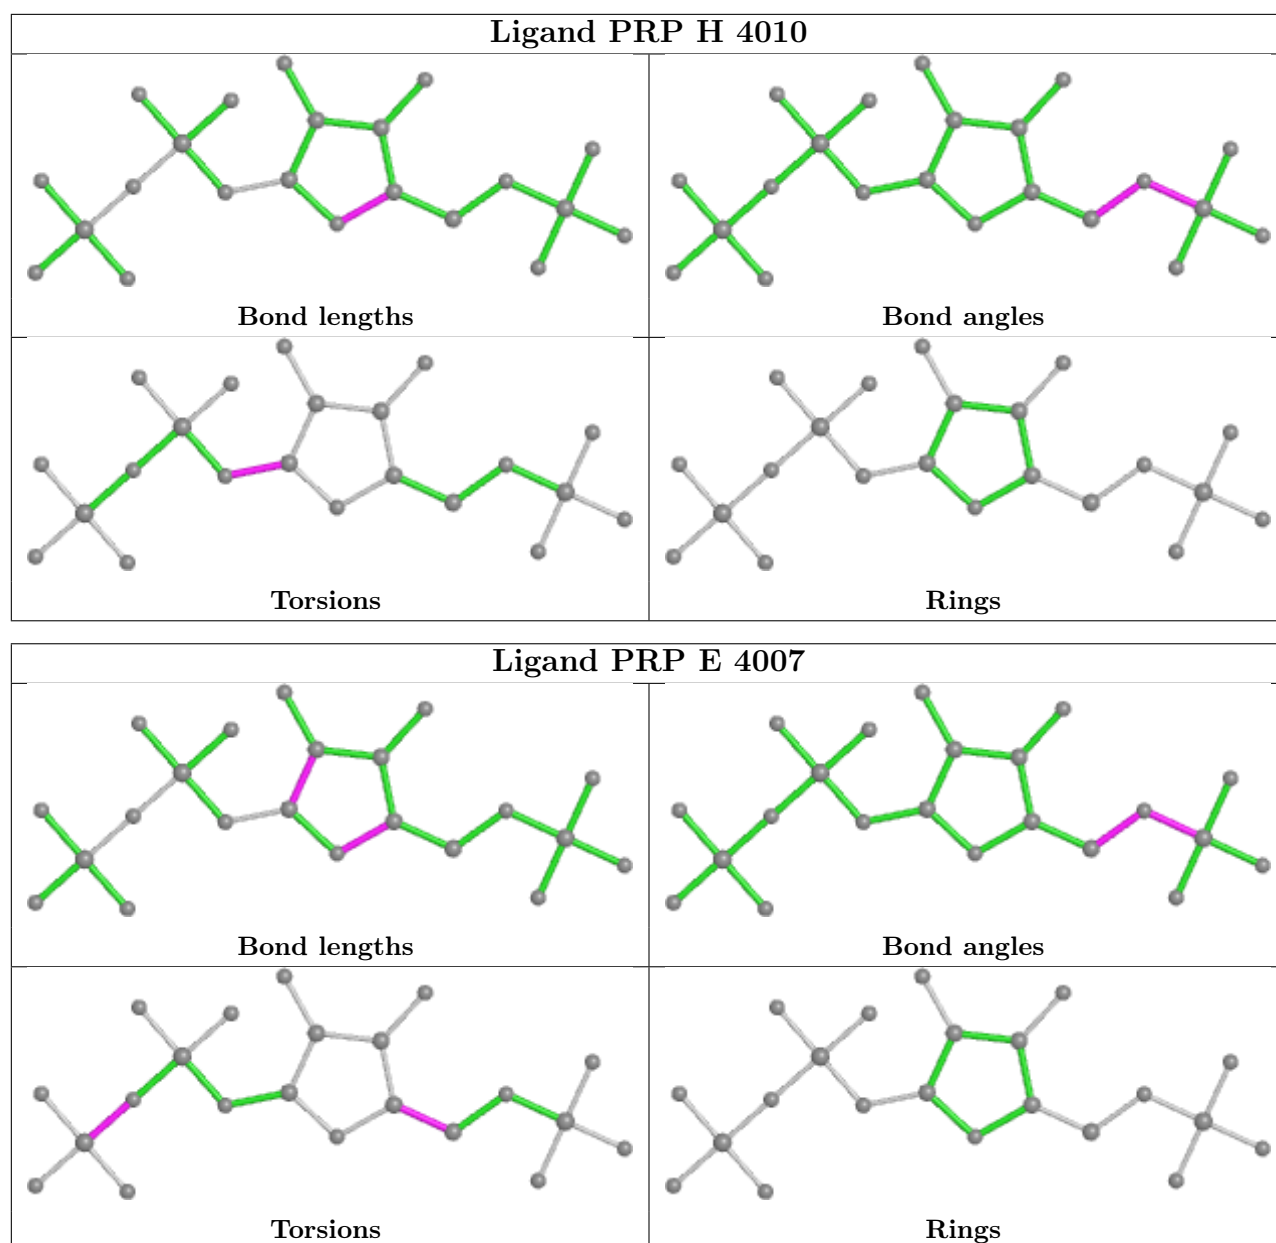 Ligand PRP H 4010
Bond lengths
Bond angles
Torsions
Rings
Ligand PRP E 4007
Bond lengths
Bond angles
Torsions
Rings